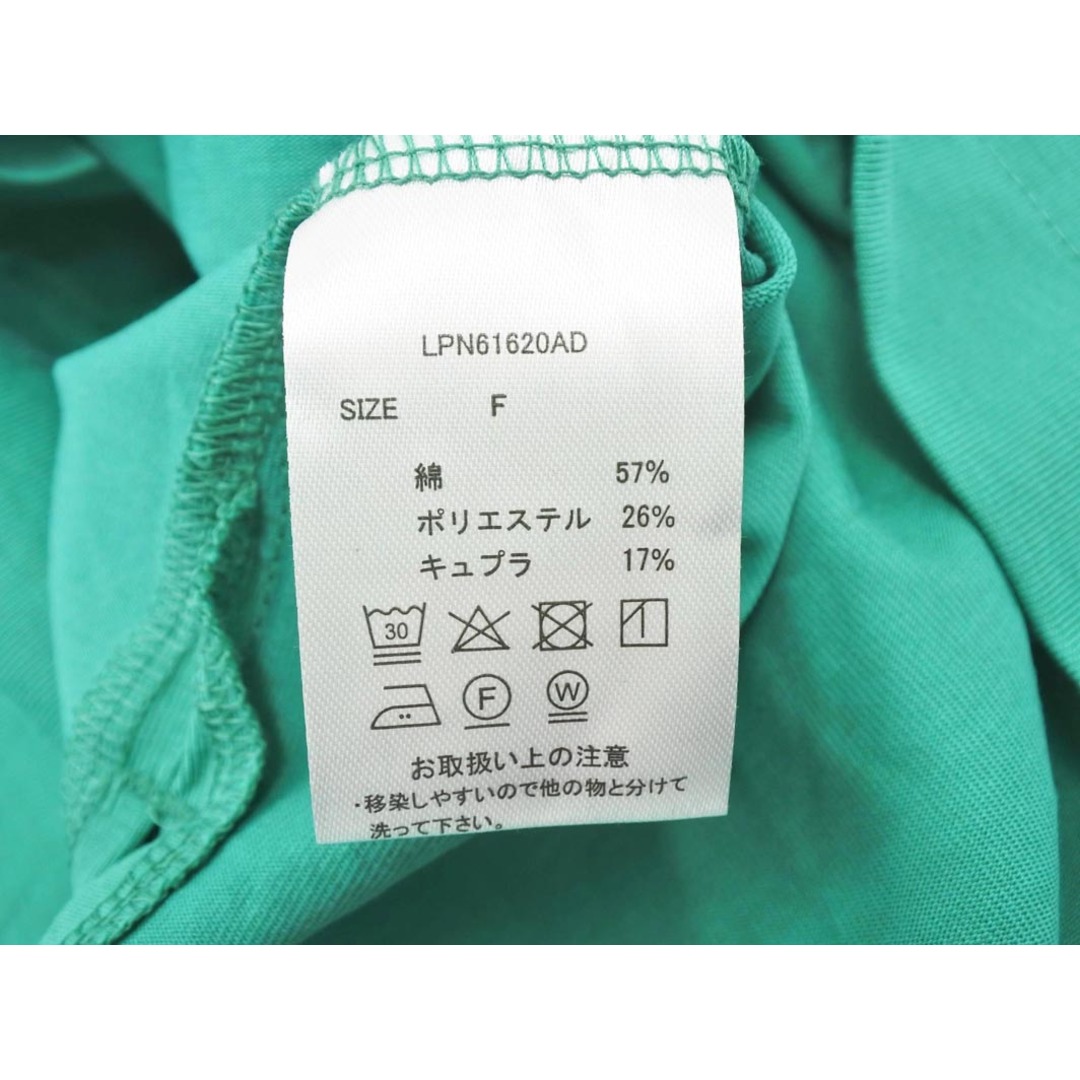 LPN61620AD
SIZE F
綿 57%
ポリエステル 26%
キュプラ 17%
30
F W
お取扱い上の注意
・移染しやすいので他の物と分けて
洗って下さい。